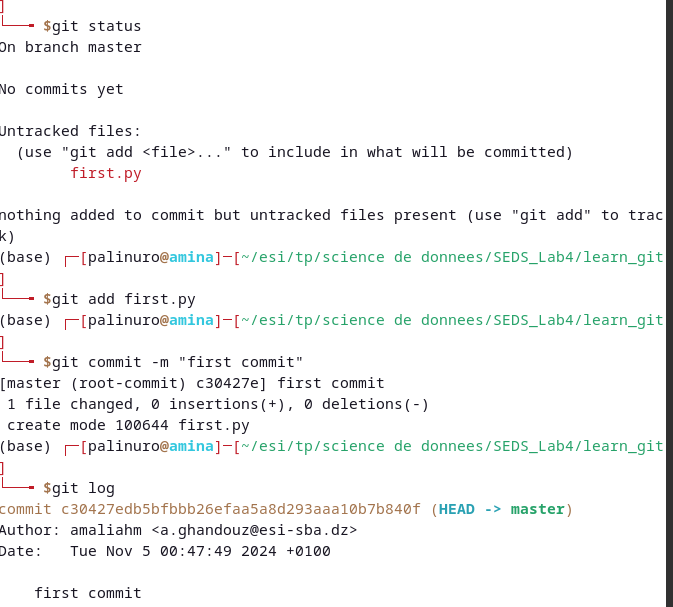 ]
└──╼ $git status
On branch master

No commits yet

Untracked files:
  (use "git add <file>..." to include in what will be committed)
        first.py

nothing added to commit but untracked files present (use "git add" to trac
k)
(base) ┌─[palinuro@amina]─[~/esi/tp/science de donnees/SEDS_Lab4/learn_git
]
└──╼ $git add first.py
(base) ┌─[palinuro@amina]─[~/esi/tp/science de donnees/SEDS_Lab4/learn_git
]
└──╼ $git commit -m "first commit"
[master (root-commit) c30427e] first commit
 1 file changed, 0 insertions(+), 0 deletions(-)
 create mode 100644 first.py
(base) ┌─[palinuro@amina]─[~/esi/tp/science de donnees/SEDS_Lab4/learn_git
]
└──╼ $git log
commit c30427edb5bfbbb26efaa5a8d293aaa10b7b840f (HEAD -> master)
Author: amaliahm <a.ghandouz@esi-sba.dz>
Date:   Tue Nov 5 00:47:49 2024 +0100

    first commit